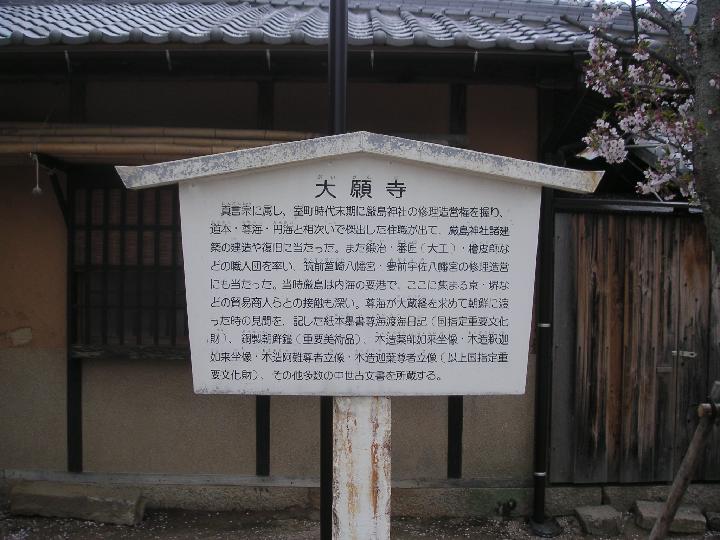 大願寺
真言宗に属し、室町時代末期に厳島神社の修理造営権を握り、
道本・尊海・円海と相次いで傑出した住職が出て、厳島神社諸建
築の建造や復旧に当たった。また鍛冶・番匠（大工）・檜皮師な
どの職人団を率い、筑前筥崎八幡宮・豊前宇佐八幡宮の修理造営
にも当たった。当時厳島は内海の要港で、ここに集まる京・堺な
どの貿易商人らとの接触も深い。尊海が大蔵経を求めて朝鮮に渡
った時の見聞を、記した紙本墨書尊海渡海日記（国指定重要文化
財）、銅製朝鮮鐘（重要美術品）、木造薬師如来坐像・木造釈迦
如来坐像・木造阿難尊者立像・木造迦葉尊者立像（以上国指定重
要文化財）、その他多数の中世古文書を所蔵する。